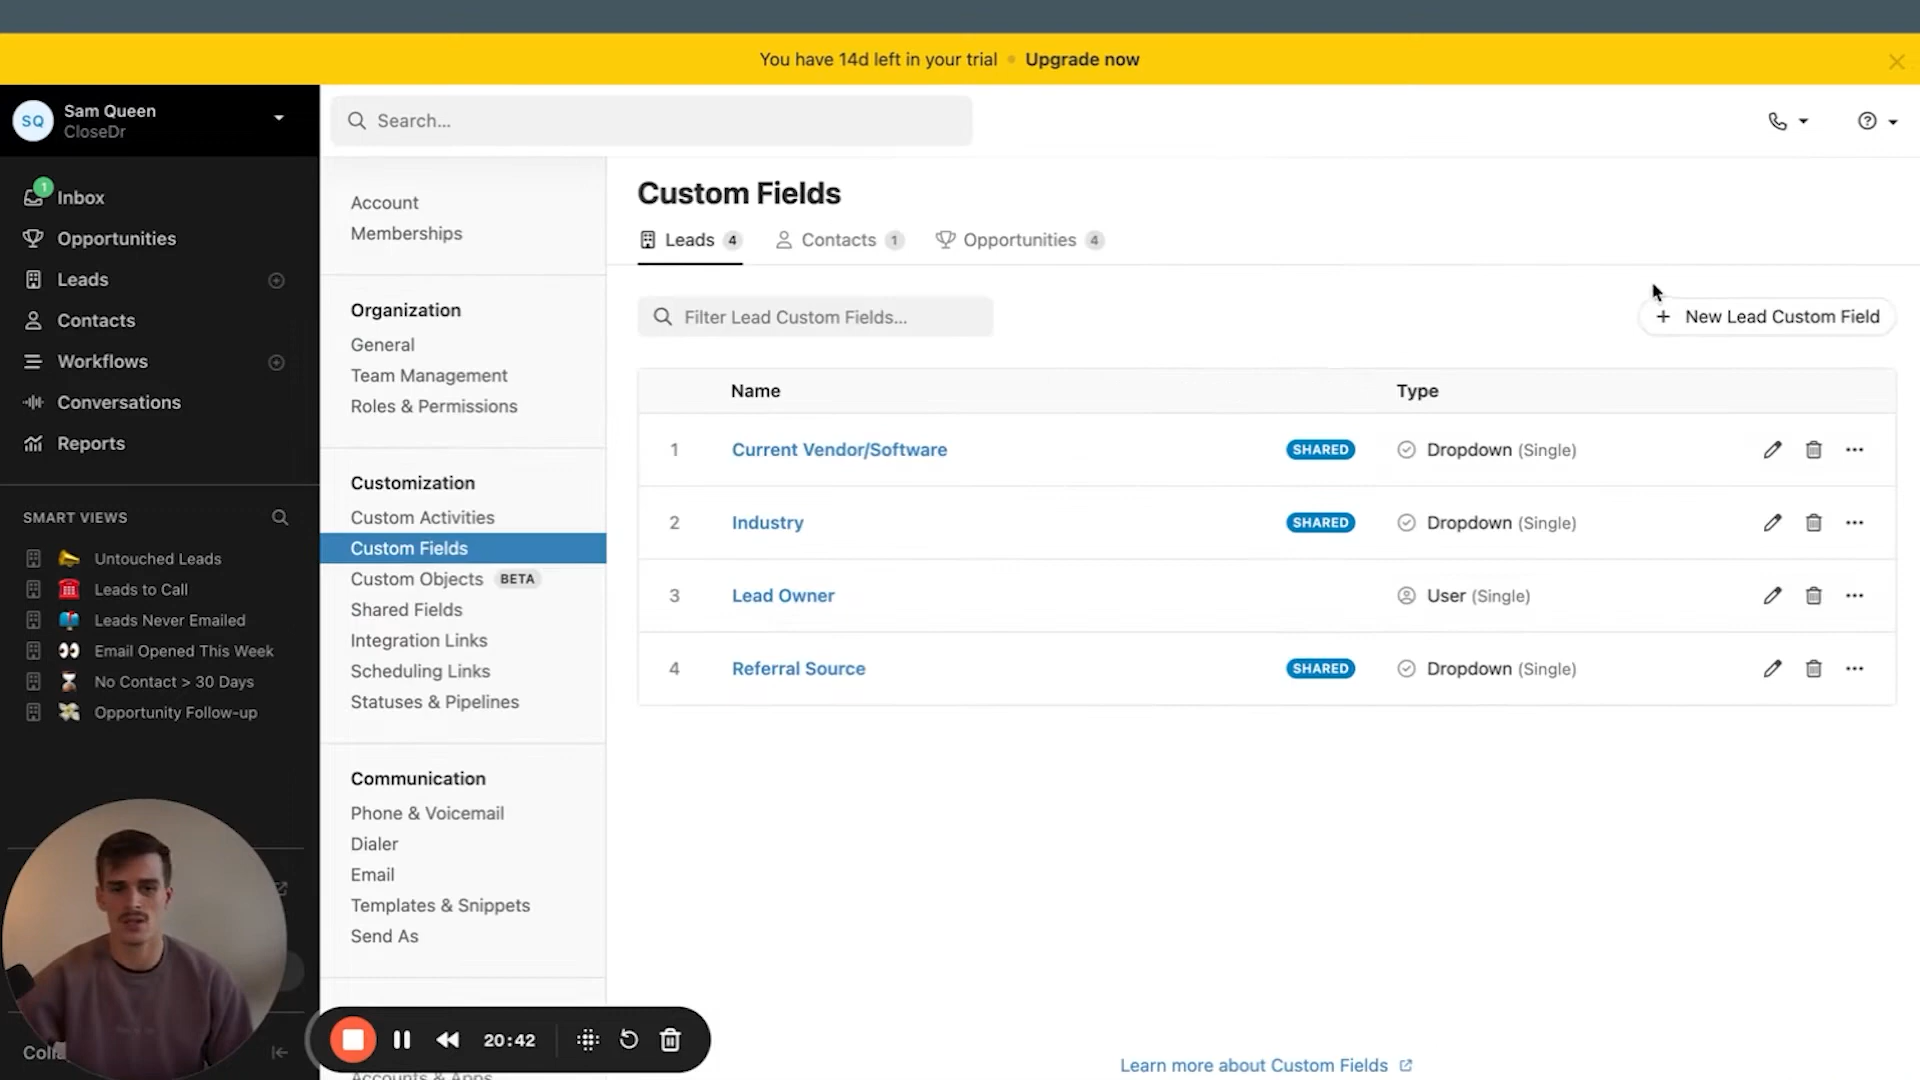 You have 14d left in your trial • Upgrade now
SQ
Sam Queen
CloseDr
Search...
1
Inbox
Opportunities
Leads
Contacts
Workflows
Conversations
Reports
SMART VIEWS
Untouched Leads
Leads to Call
Leads Never Emailed
Email Opened This Week
No Contact > 30 Days
Opportunity Follow-up
Account
Memberships
Organization
General
Team Management
Roles & Permissions
Customization
Custom Activities
Custom Fields
Custom Objects BETA
Shared Fields
Integration Links
Scheduling Links
Statuses & Pipelines
Communication
Phone & Voicemail
Dialer
Email
Templates & Snippets
Send As
Accounts & Apps
Custom Fields
Leads 4 Contacts 1 Opportunities 4
Filter Lead Custom Fields...
+ New Lead Custom Field
Name Type
1 Current Vendor/Software SHARED Dropdown (Single)
2 Industry SHARED Dropdown (Single)
3 Lead Owner User (Single)
4 Referral Source SHARED Dropdown (Single)
Learn more about Custom Fields
20:42